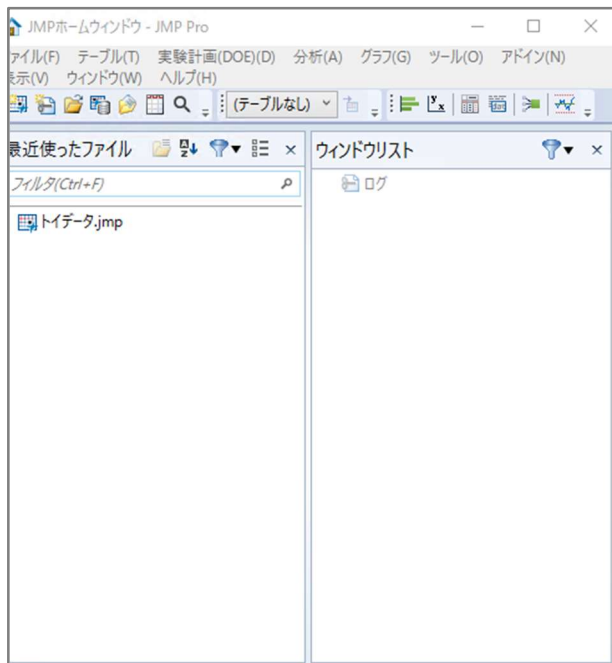 JMPホームウィンドウ - JMP Pro
ァイル(F) テーブル(T) 実験計画(DOE)(D) 分析(A) グラフ(G) ツール(O) アドイン(N)
表示(V) ウィンドウ(W) ヘルプ(H)
(テーブルなし)
最近使ったファイル
ウィンドウリスト
フィルタ(Ctrl+F)
ログ
トイデータ.jmp